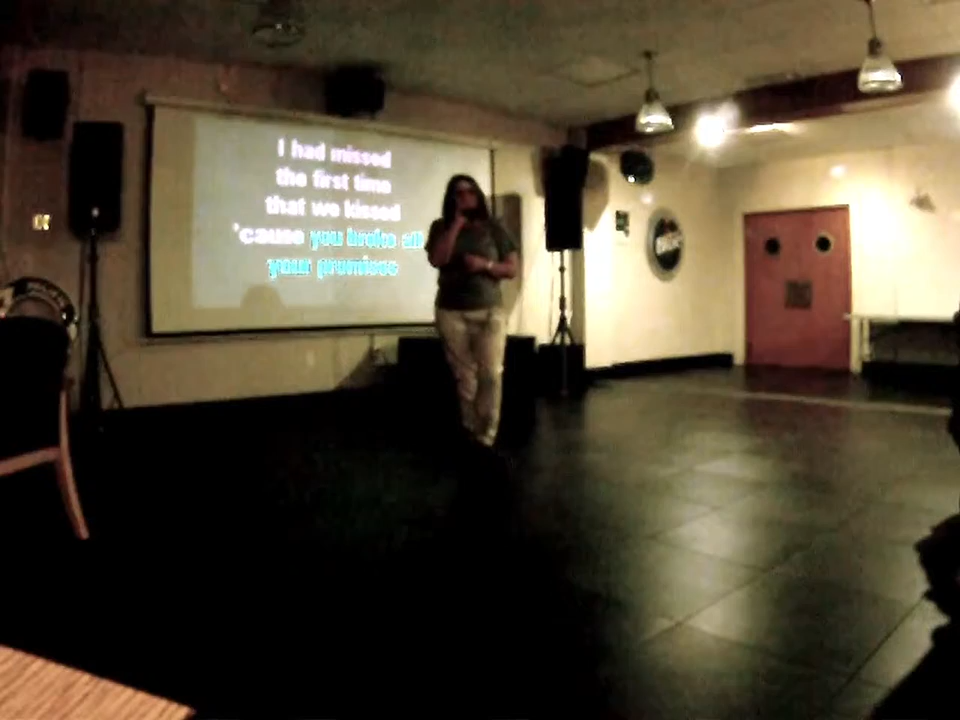 I had missed
the first time
that we kissed
'cause you broke all
your promises